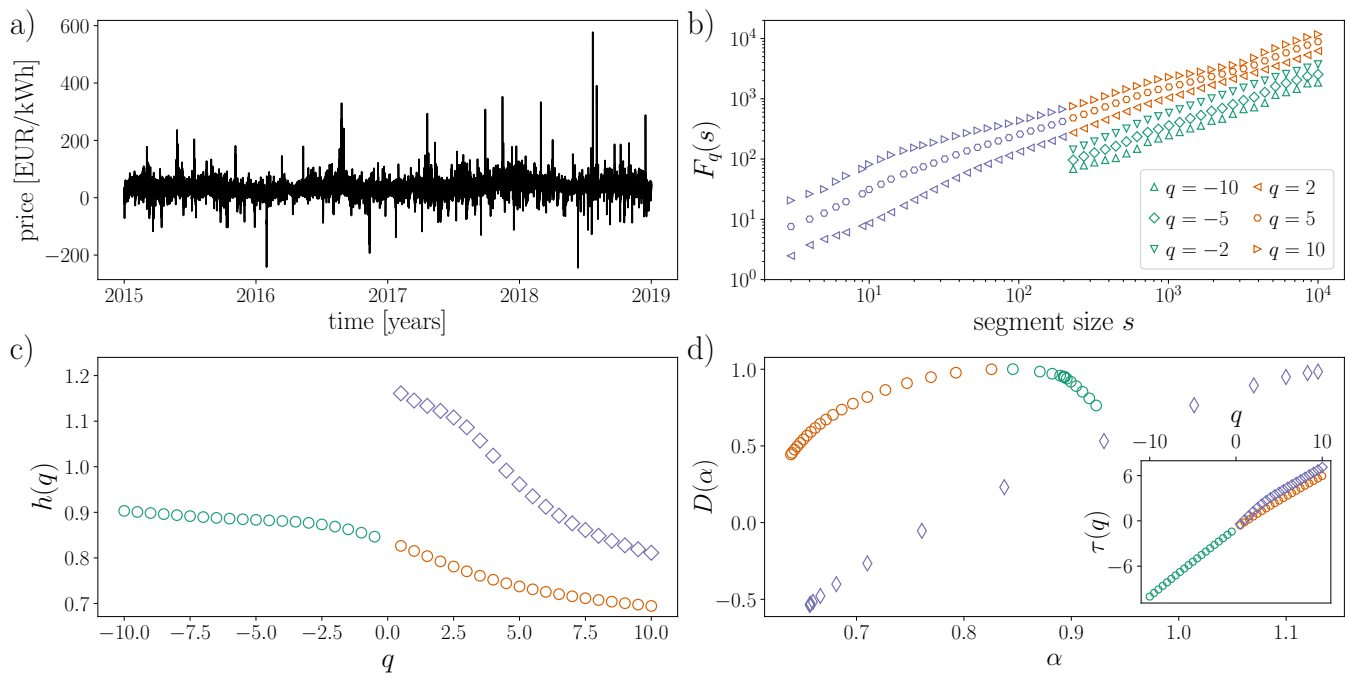 a)
price [EUR/kWh]
600
400
200
0
−200
2015
2016
2017
2018
2019
time [years]
b)
F_q(s)
10^4
10^3
10^2
10^1
10^0
10^1
10^2
10^3
10^4
segment size s
q = −10
q = −5
q = −2
q = 2
q = 5
q = 10
c)
h(q)
1.2
1.1
1.0
0.9
0.8
0.7
−10.0
−7.5
−5.0
−2.5
0.0
2.5
5.0
7.5
10.0
q
d)
D(α)
1.0
0.5
0.0
−0.5
0.7
0.8
0.9
1.0
1.1
α
q
−10
0
10
τ(q)
6
0
−6